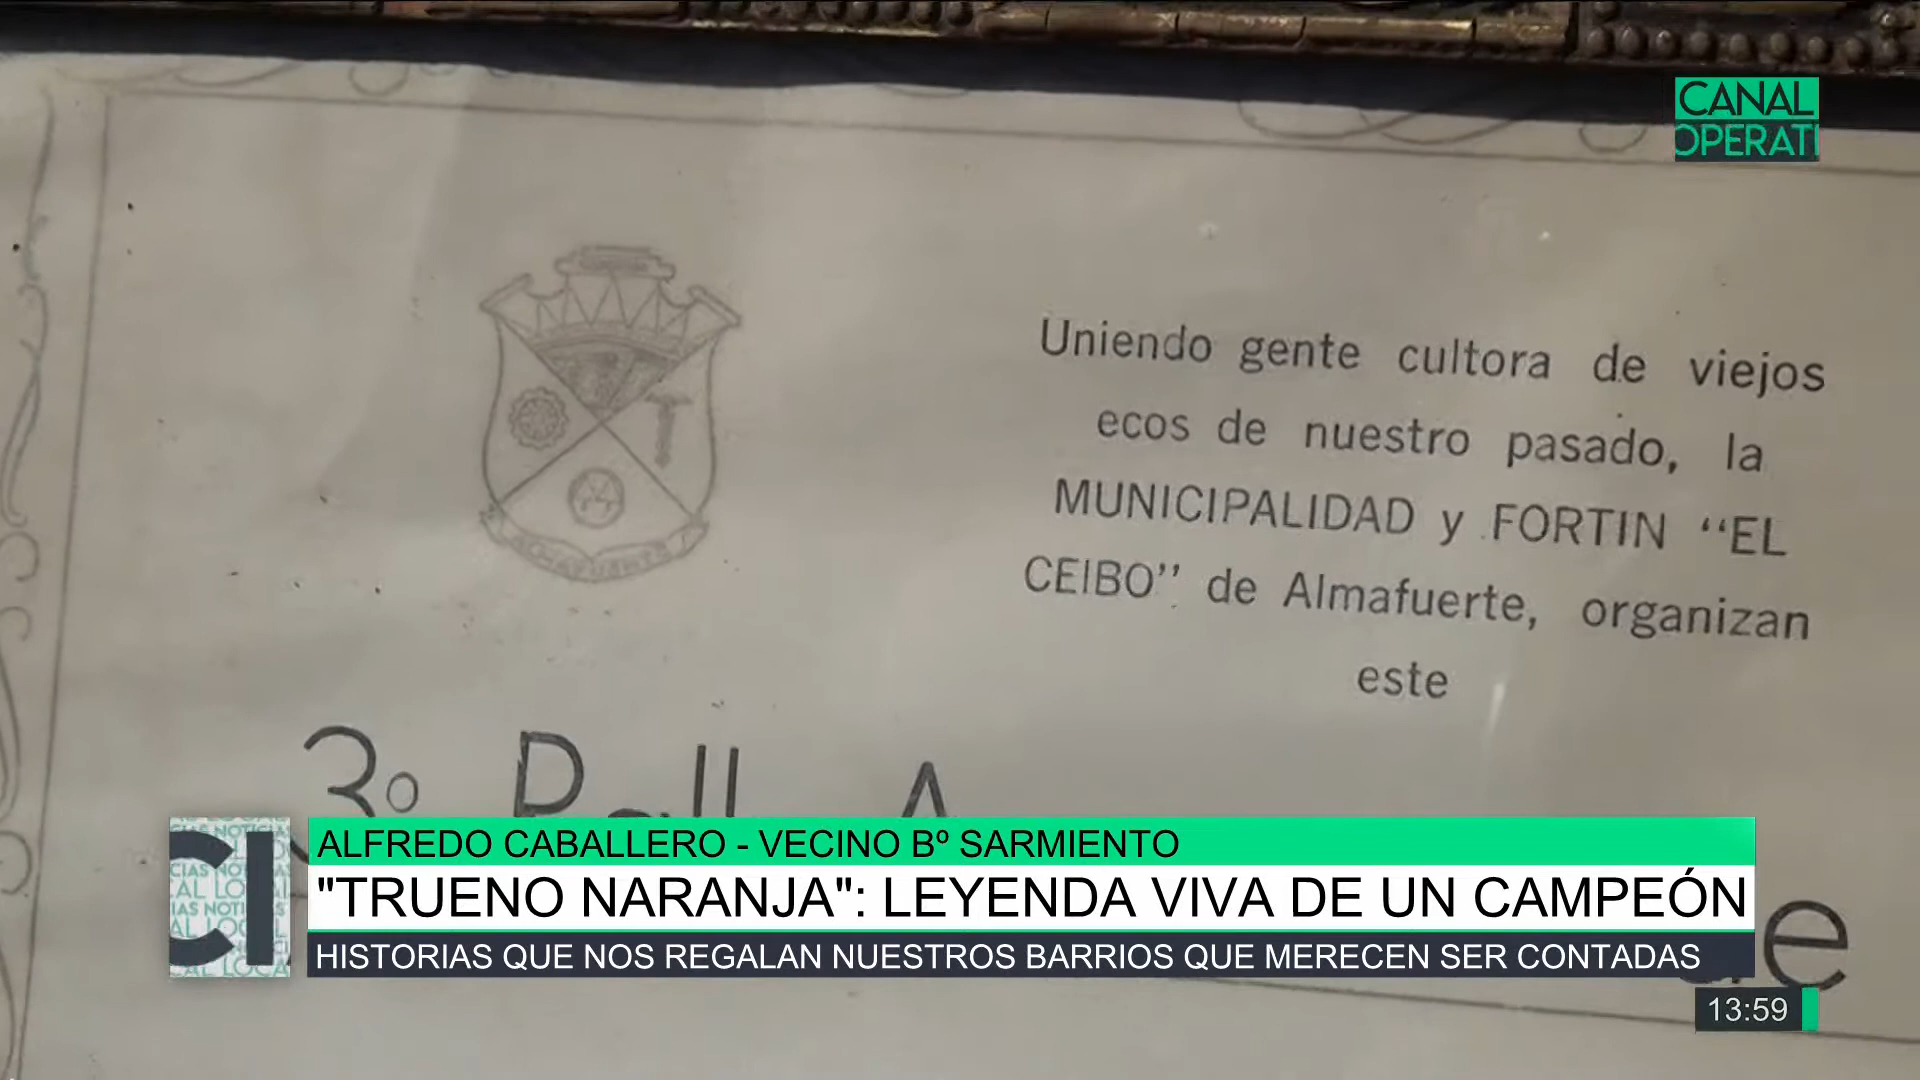 CANAL
OPERATI
Uniendo gente cultora de viejos
ecos de nuestro pasado, la
MUNICIPALIDAD y FORTIN “EL
CEIBO” de Almafuerte, organizan
este
ALMAFUERTE
3º
ALFREDO CABALLERO - VECINO Bº SARMIENTO
"TRUENO NARANJA": LEYENDA VIVA DE UN CAMPEÓN
HISTORIAS QUE NOS REGALAN NUESTROS BARRIOS QUE MERECEN SER CONTADAS
13:59